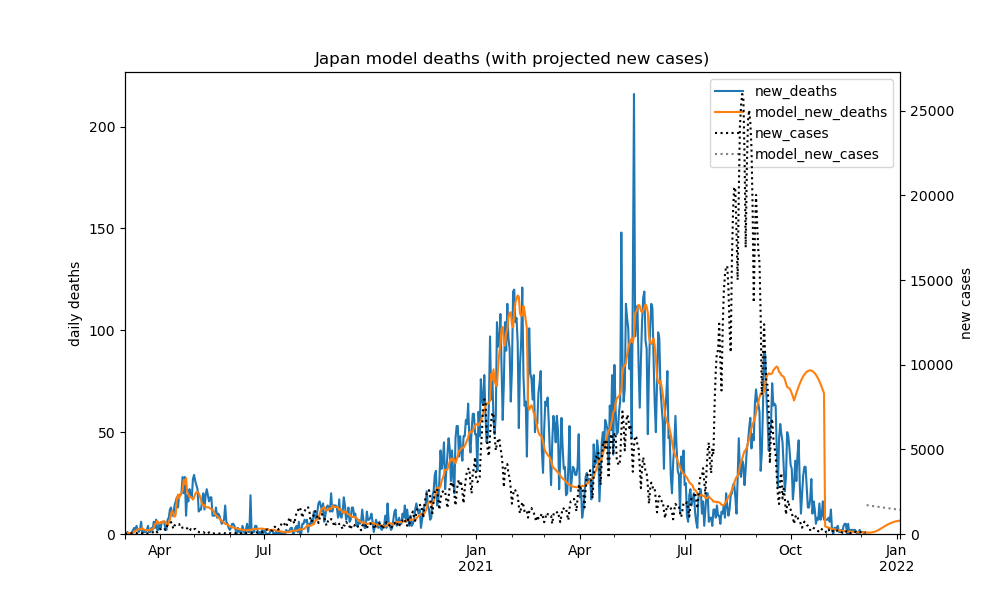 Japan model deaths (with projected new cases)
new_deaths
model_new_deaths
new_cases
model_new_cases
daily deaths
new cases
200
150
100
50
0
25000
20000
15000
10000
5000
0
Apr
Jul
Oct
Jan
2021
Apr
Jul
Oct
Jan
2022